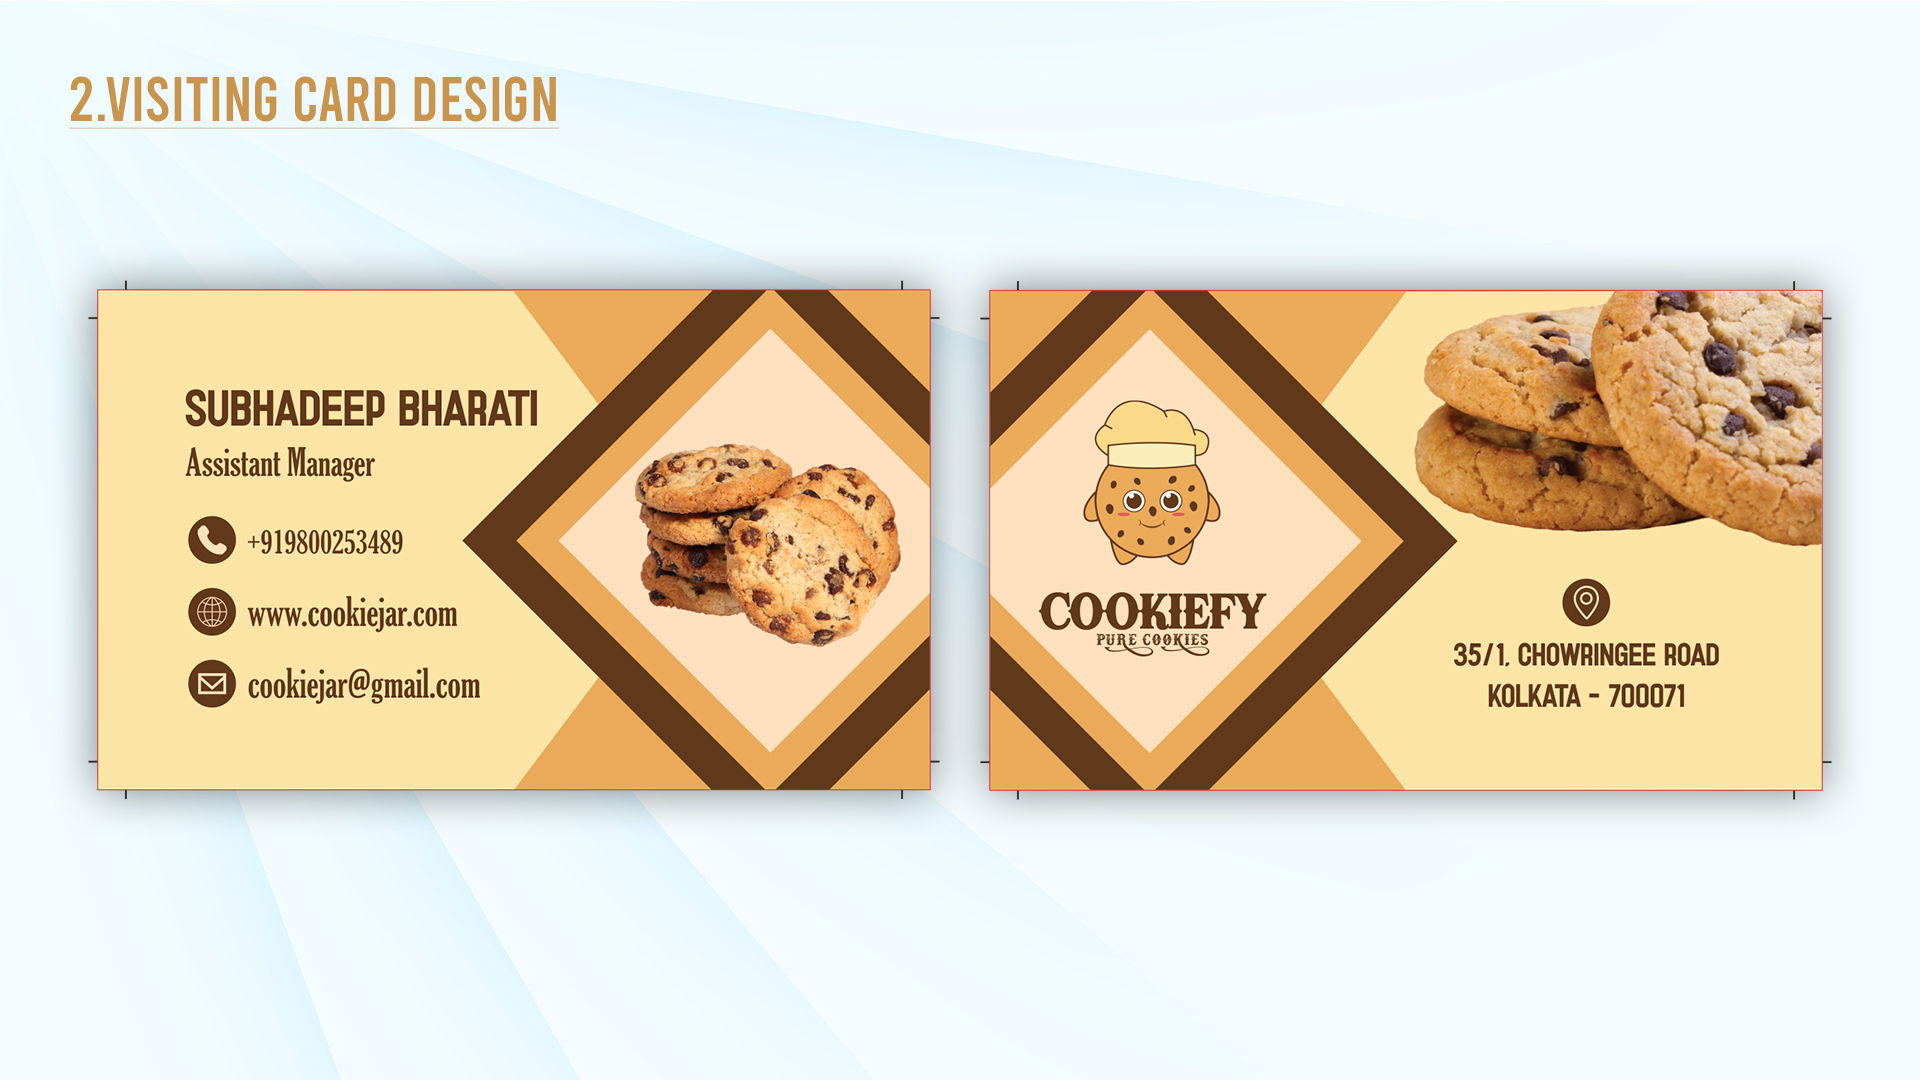 2.VISITING CARD DESIGN
SUBHADEEP BHARATI
Assistant Manager
+919800253489
www.cookiejar.com
cookiejar@gmail.com
COOKIEFY
PURE COOKIES
35/1, CHOWRINGEE ROAD
KOLKATA - 700071